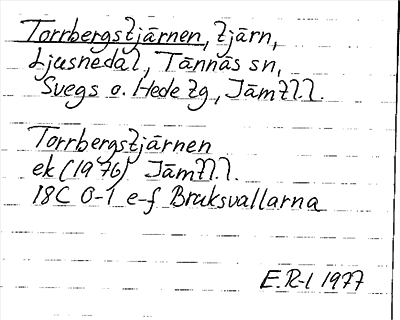 Torrbergstjärnen, tjärn,
Ljusnedal, Tännäs sn,
Svegs o. Hede tg, Jämtl.l.
Torrbergstjärnen
ek (1976) Jämtl.l.
18C 0-1 e-f Bruksvallarna
E.R-l 1977